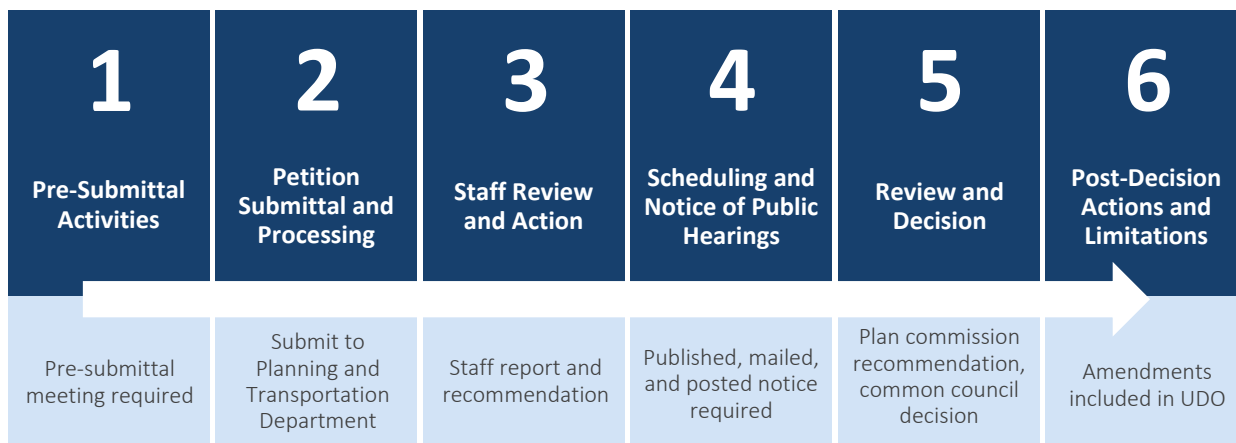 1
Pre-Submittal
Activities
Pre-submittal
meeting required
2
Petition
Submittal and
Processing
Submit to
Planning and
Transportation
Department
3
Staff Review
and Action
Staff report and
recommendation
4
Scheduling and
Notice of Public
Hearings
Published, mailed,
and posted notice
required
5
Review and
Decision
Plan commission
recommendation,
common council
decision
6
Post-Decision
Actions and
Limitations
Amendments
included in UDO